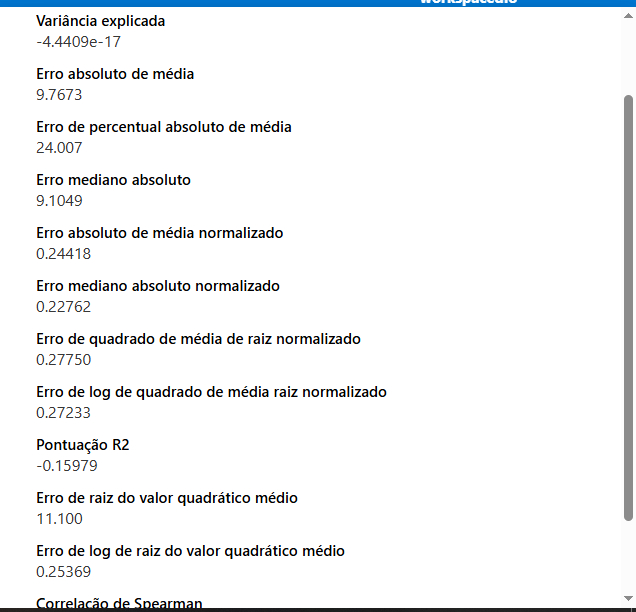 workspacedio
Variância explicada
-4.4409e-17
Erro absoluto de média
9.7673
Erro de percentual absoluto de média
24.007
Erro mediano absoluto
9.1049
Erro absoluto de média normalizado
0.24418
Erro mediano absoluto normalizado
0.22762
Erro de quadrado de média de raiz normalizado
0.27750
Erro de log de quadrado de média raiz normalizado
0.27233
Pontuação R2
-0.15979
Erro de raiz do valor quadrático médio
11.100
Erro de log de raiz do valor quadrático médio
0.25369
Correlação de Spearman